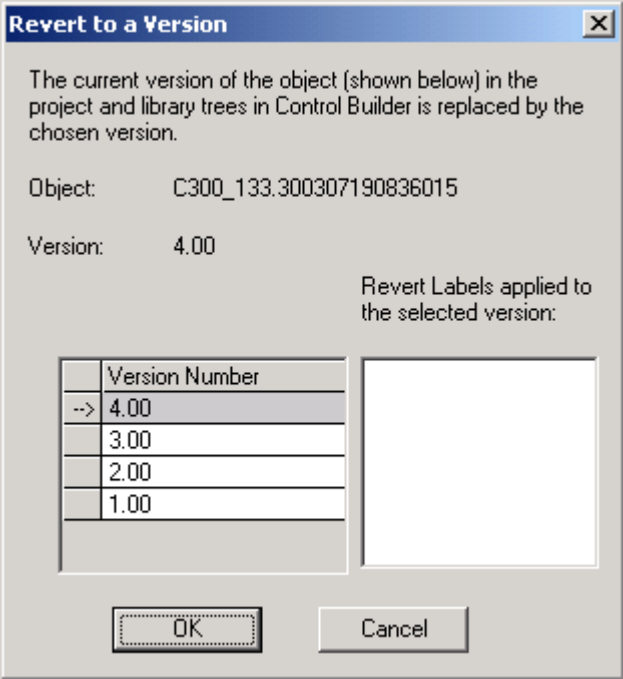 Revert to a Version
The current version of the object (shown below) in the
project and library trees in Control Builder is replaced by the
chosen version.
Object: C300_133.300307190836015
Version: 4.00
Revert Labels applied to
the selected version:
Version Number
--> 4.00
3.00
2.00
1.00
OK Cancel